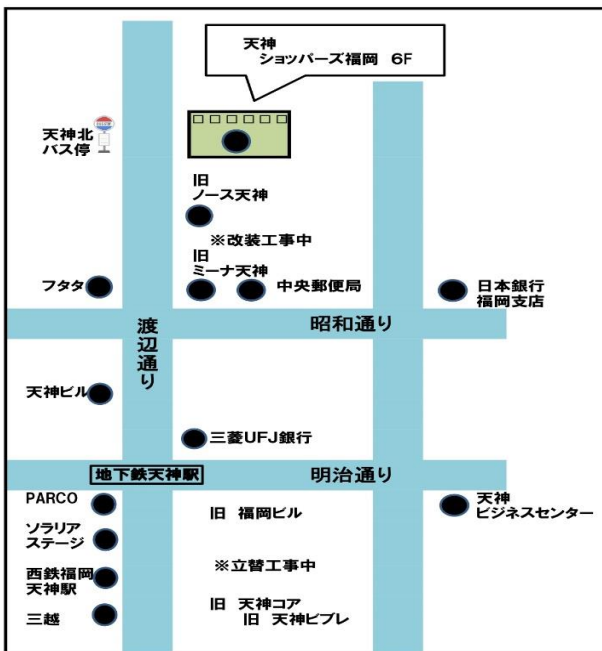 天神
ショッパーズ福岡 6F
天神北
バス停
旧
ノース天神
※改装工事中
旧
ミーナ天神
フタタ
中央郵便局
日本銀行
福岡支店
渡辺通り
昭和通り
天神ビル
三菱UFJ銀行
地下鉄天神駅
明治通り
PARCO
旧 福岡ビル
天神
ビジネスセンター
ソラリア
ステージ
西鉄福岡
天神駅
※立替工事中
三越
旧 天神コア
旧 天神ビブレ